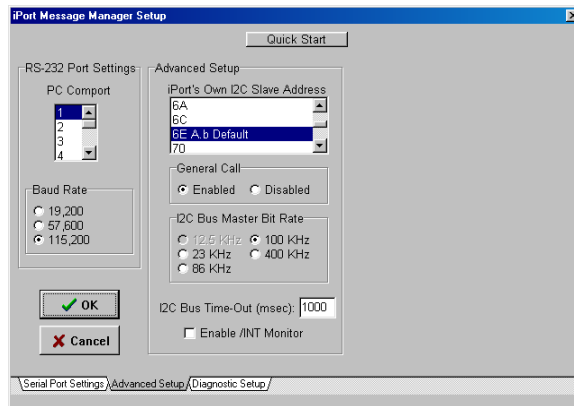 iPort Message Manager Setup
Quick Start
RS-232 Port Settings
PC Comport
1
2
3
4
Baud Rate
19,200
57,600
115,200
OK
Cancel
Advanced Setup
iPort's Own I2C Slave Address
6A
6C
6E A.b Default
70
General Call
Enabled Disabled
I2C Bus Master Bit Rate
12.5 KHz 100 KHz
23 KHz 400 KHz
86 KHz
I2C Bus Time-Out (msec): 1000
Enable /INT Monitor
Serial Port Settings Advanced Setup Diagnostic Setup